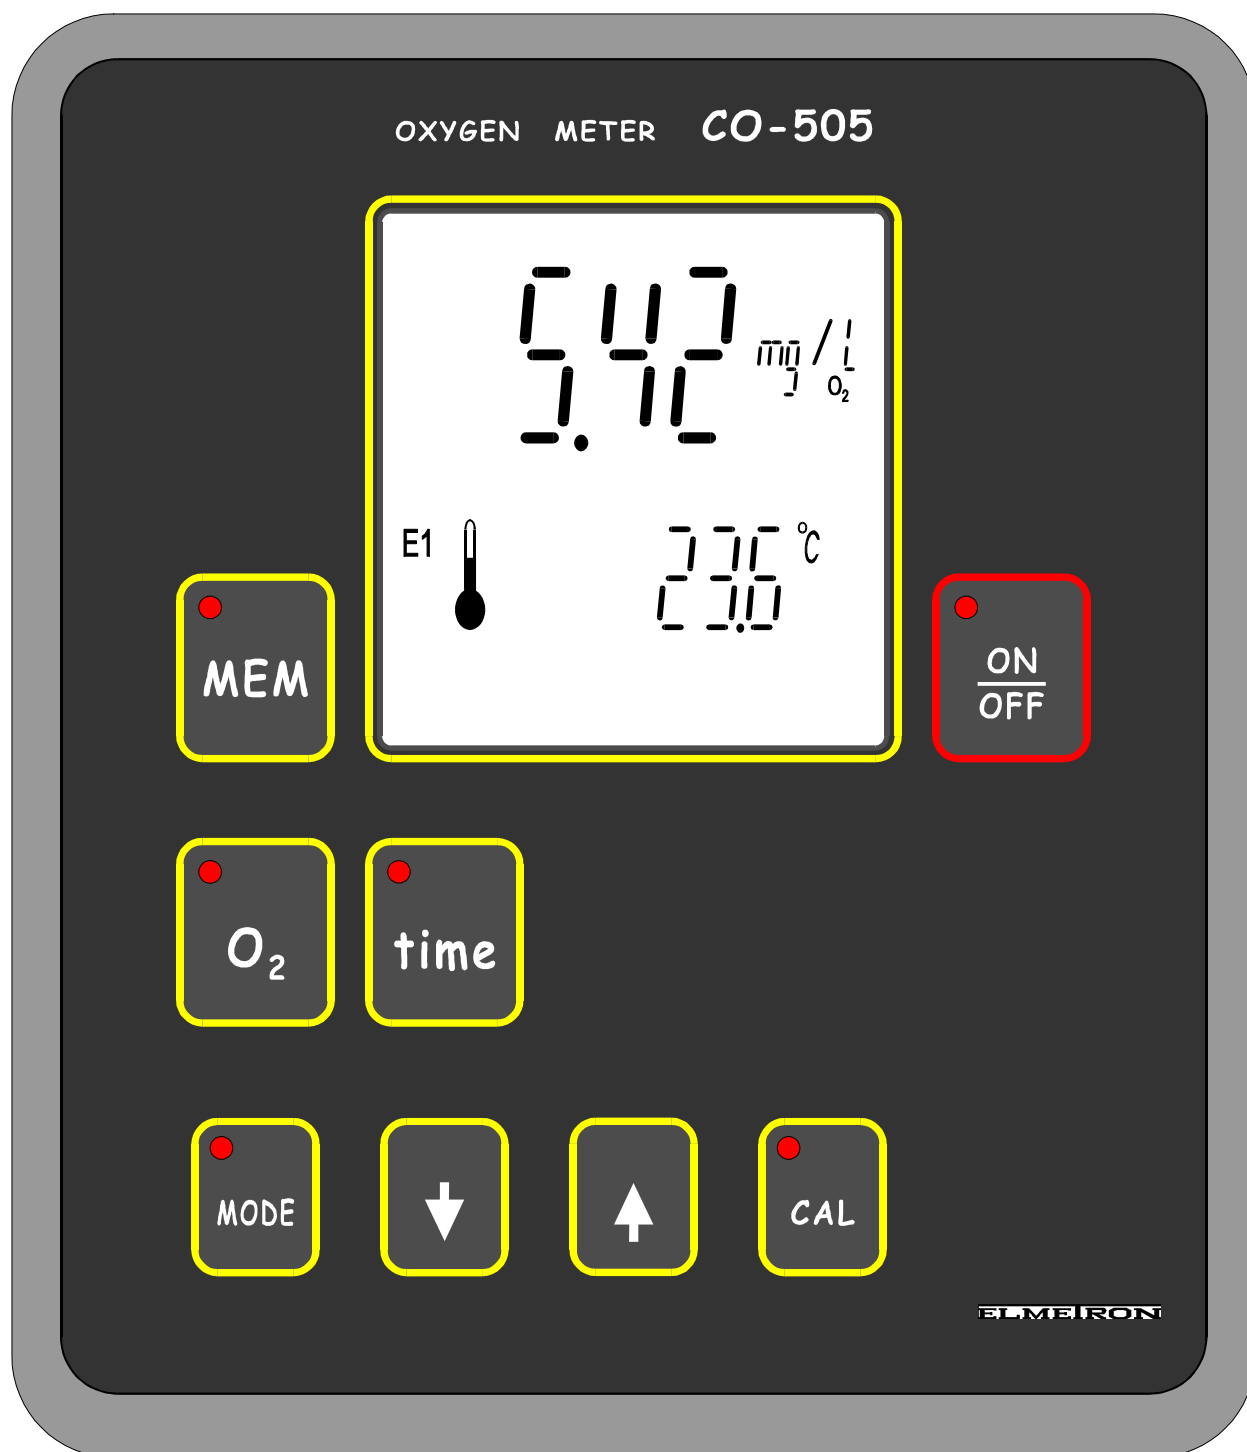 OXYGEN METER CO-505
5.42 mg/L
O₂
E1 23.6 °C
MEM
ON
OFF
O₂ time
MODE CAL
ELMETRON